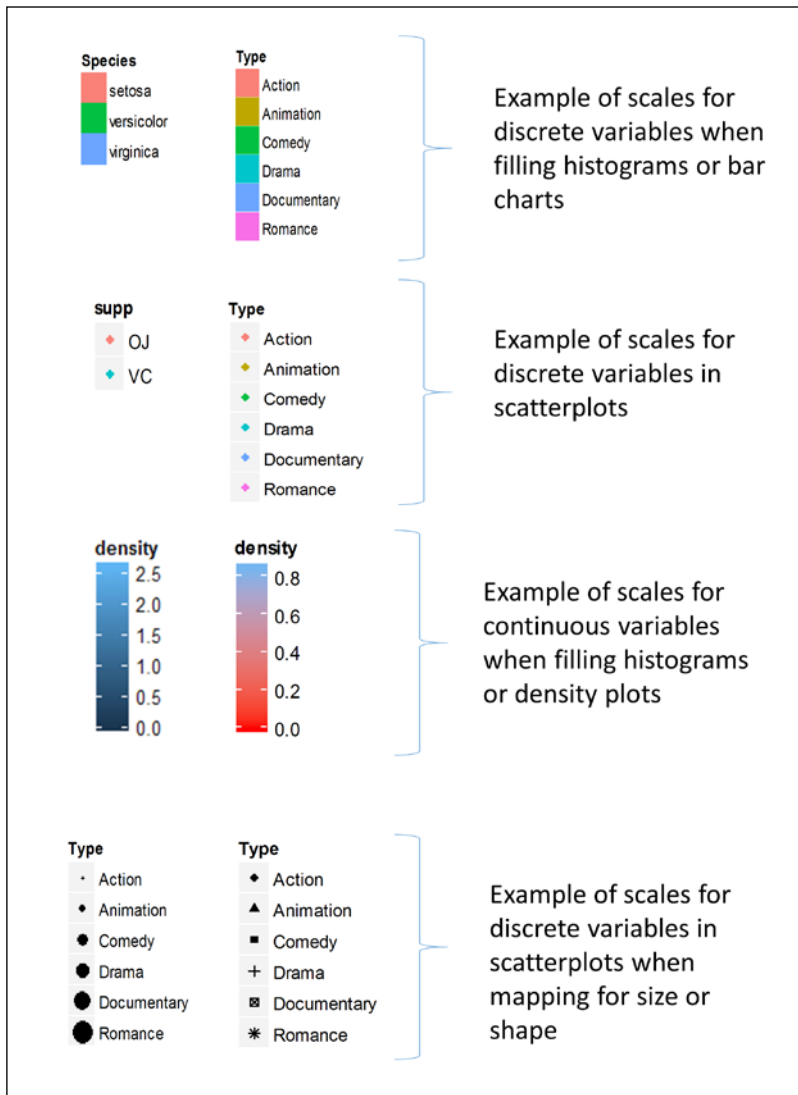 Species
setosa
versicolor
virginica
Type
Action
Animation
Comedy
Drama
Documentary
Romance
Example of scales for
discrete variables when
filling histograms or bar
charts
supp
OJ
VC
Type
Action
Animation
Comedy
Drama
Documentary
Romance
Example of scales for
discrete variables in
scatterplots
density
2.5
2.0
1.5
1.0
0.5
0.0
density
0.8
0.6
0.4
0.2
0.0
Example of scales for
continuous variables
when filling histograms
or density plots
Type
Action
Animation
Comedy
Drama
Documentary
Romance
Type
Action
Animation
Comedy
Drama
Documentary
Romance
Example of scales for
discrete variables in
scatterplots when
mapping for size or
shape